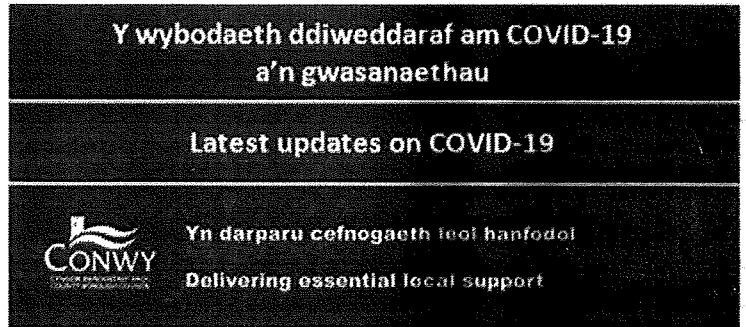 Y wybodaeth ddiweddaraf am COVID-19
a'n gwasanaethau
Latest updates on COVID-19
Yn darparu cefnogaeth leol hanfodol
CONWY
Delivering essential local support